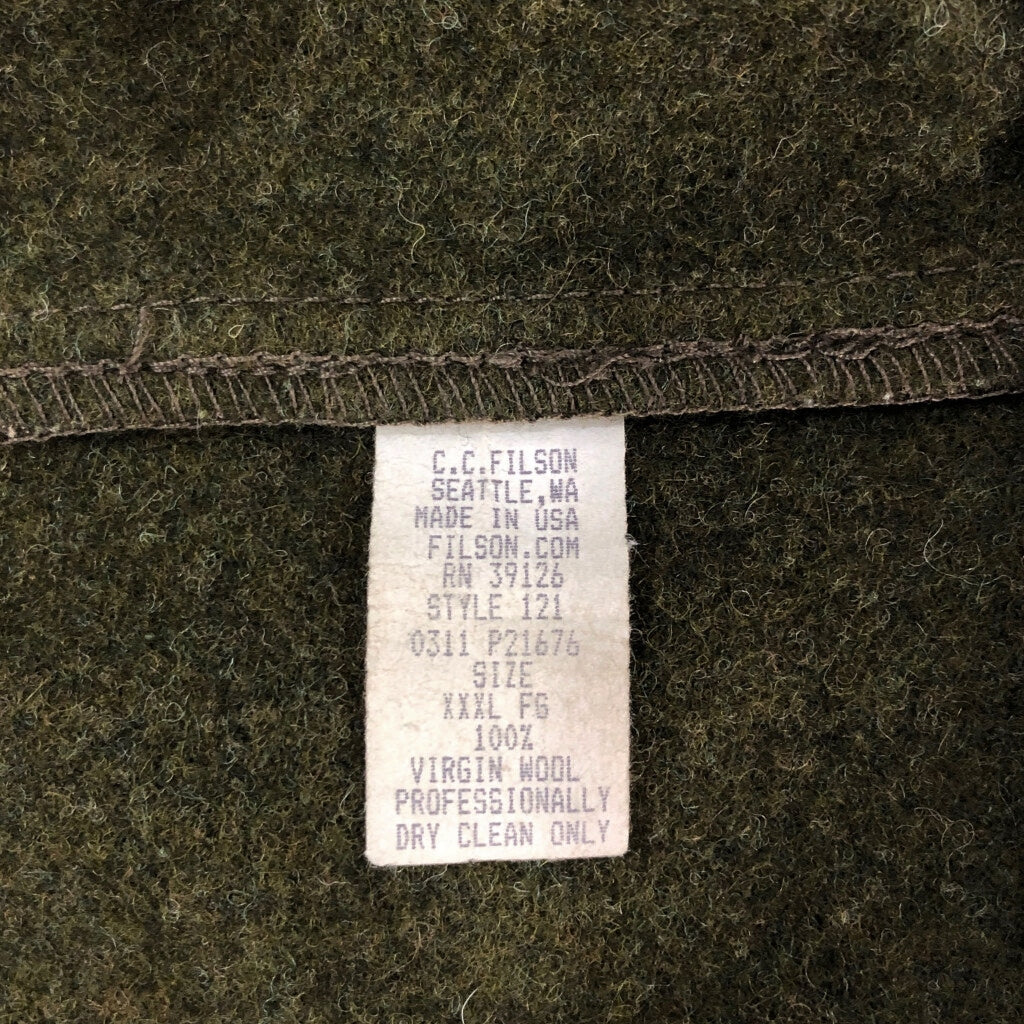 C.C.FILSON
SEATTLE,WA
MADE IN USA
FILSON.COM
RN 39126
STYLE 121
0311 P21676
SIZE
XXXL FG
100%
VIRGIN WOOL
PROFESSIONALLY
DRY CLEAN ONLY